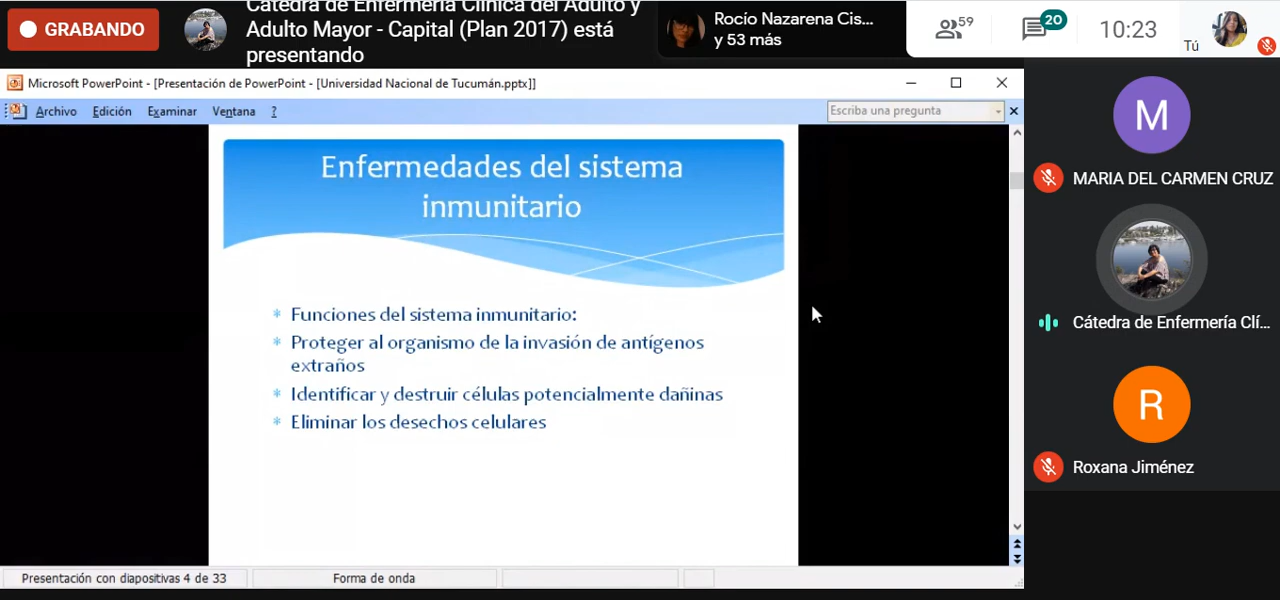 GRABANDO
Cátedra de Enfermería Clínica del Adulto y
Adulto Mayor - Capital (Plan 2017) está
presentando
Rocío Nazarena Cis...
y 53 más
59
20
10:23
Tú
Microsoft PowerPoint - [Presentación de PowerPoint - [Universidad Nacional de Tucumán.pptx]]
Archivo Edición Examinar Ventana ?
Escriba una pregunta
Enfermedades del sistema
inmunitario
* Funciones del sistema inmunitario:
* Proteger al organismo de la invasión de antígenos
extraños
* Identificar y destruir células potencialmente dañinas
* Eliminar los desechos celulares
M
MARIA DEL CARMEN CRUZ
Cátedra de Enfermería Clí...
R
Roxana Jiménez
Presentación con diapositivas 4 de 33
Forma de onda